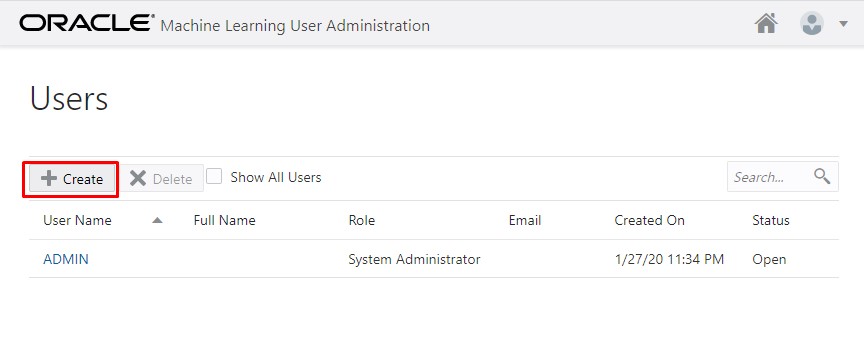 ORACLE® Machine Learning User Administration
Users
Create Delete Show All Users Search...
User Name Full Name Role Email Created On Status
ADMIN System Administrator 1/27/20 11:34 PM Open